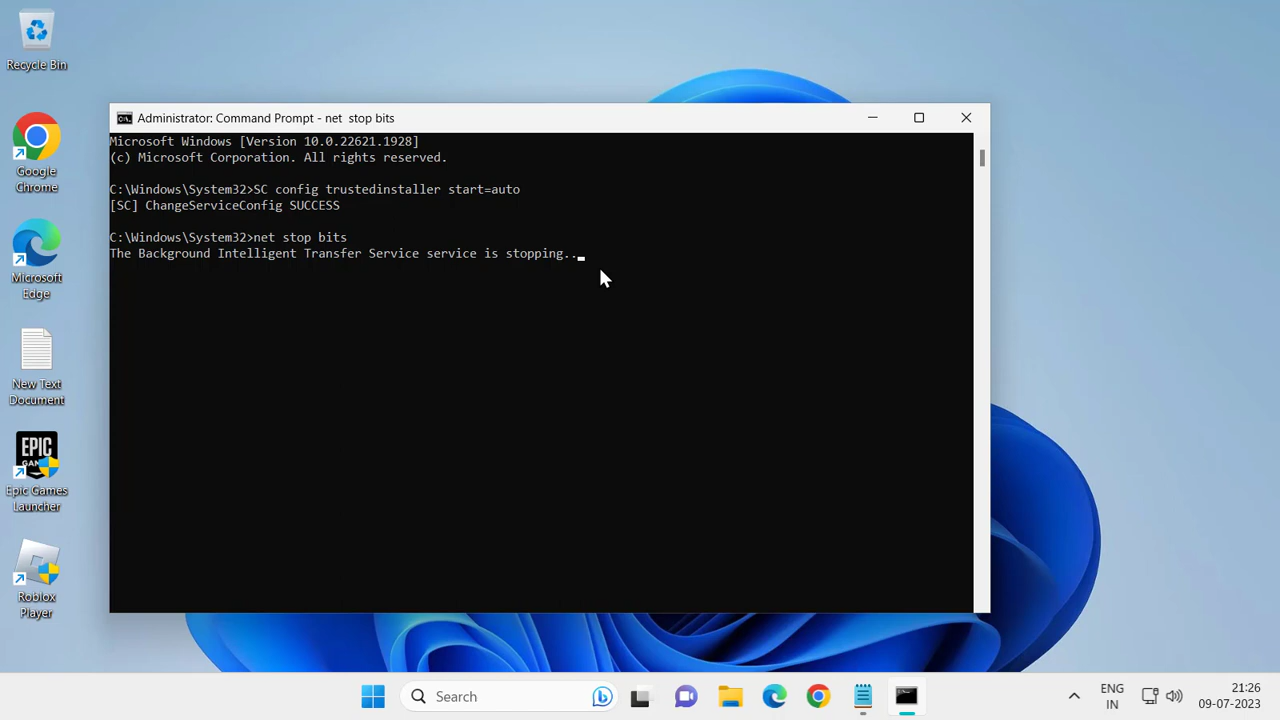 Recycle Bin
Google
Chrome
Microsoft
Edge
New Text
Document
EPIC
GAMES
Epic Games
Launcher
Roblox
Player
Administrator: Command Prompt - net  stop bits
Microsoft Windows [Version 10.0.22621.1928]
(c) Microsoft Corporation. All rights reserved.
C:\Windows\System32>SC config trustedinstaller start=auto
[SC] ChangeServiceConfig SUCCESS
C:\Windows\System32>net stop bits
The Background Intelligent Transfer Service service is stopping..
Search
ENG
IN
21:26
09-07-2023